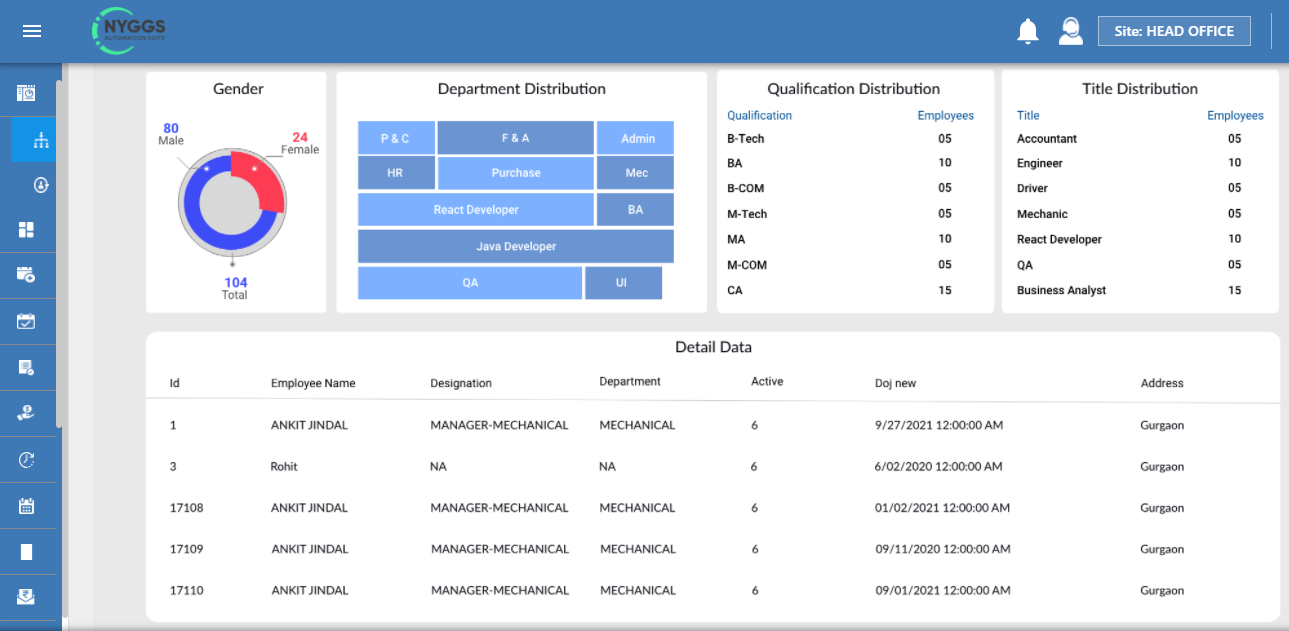 NYGGS
AUTOMATION SUITE
Site: HEAD OFFICE
Gender
80
Male
24
Female
104
Total
Department Distribution
P & C F & A Admin
HR Purchase Mec
React Developer BA
Java Developer
QA UI
Qualification Distribution
Qualification Employees
B-Tech 05
BA 10
B-COM 05
M-Tech 05
MA 10
M-COM 05
CA 15
Title Distribution
Title Employees
Accountant 05
Engineer 10
Driver 05
Mechanic 05
React Developer 10
QA 05
Business Analyst 15
Detail Data
Id Employee Name Designation Department Active Doj new Address
1 ANKIT JINDAL MANAGER-MECHANICAL MECHANICAL 6 9/27/2021 12:00:00 AM Gurgaon
3 Rohit NA NA 6 6/02/2020 12:00:00 AM Gurgaon
17108 ANKIT JINDAL MANAGER-MECHANICAL MECHANICAL 6 01/02/2021 12:00:00 AM Gurgaon
17109 ANKIT JINDAL MANAGER-MECHANICAL MECHANICAL 6 09/11/2020 12:00:00 AM Gurgaon
17110 ANKIT JINDAL MANAGER-MECHANICAL MECHANICAL 6 09/01/2021 12:00:00 AM Gurgaon